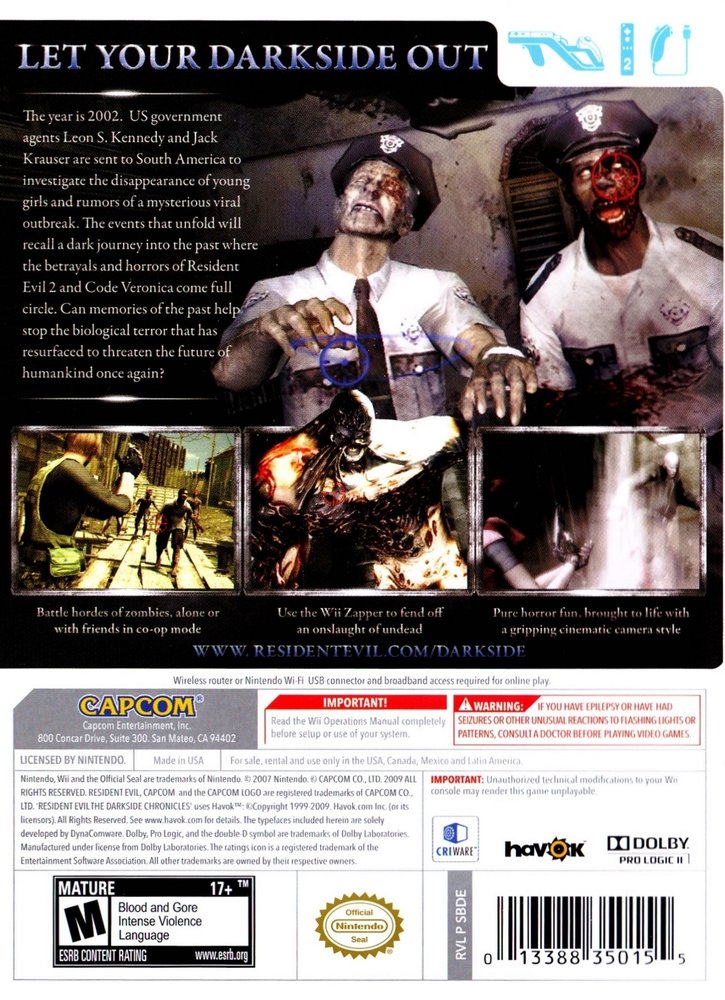 LET YOUR DARKSIDE OUT
2
The year is 2002. US government
agents Leon S. Kennedy and Jack
Krauser are sent to South America to
investigate the disappearance of young
girls and rumors of a mysterious viral
outbreak. The events that unfold will
recall a dark journey into the past where
the betrayals and horrors of Resident
Evil 2 and Code Veronica come full
circle. Can memories of the past help
stop the biological terror that has
resurfaced to threaten the future of
humankind once again?
Battle hordes of zombies, alone or
with friends in co-op mode
Use the Wii Zapper to fend off
an onslaught of undead
Pure horror fun, brought to life with
a gripping cinematic camera style
WWW.RESIDENTEVIL.COM/DARKSIDE
Wireless router or Nintendo Wi-Fi USB connector and broadband access required for online play.
CAPCOM®
Capcom Entertainment, Inc.
800 Concar Drive, Suite 300. San Mateo, CA 94402
IMPORTANT!
Read the Wii Operations Manual completely
before setup or use of your system.
WARNING: IF YOU HAVE EPILEPSY OR HAVE HAD
SEIZURES OR OTHER UNUSUAL REACTIONS TO FLASHING LIGHTS OR
PATTERNS, CONSULT A DOCTOR BEFORE PLAYING VIDEO GAMES.
LICENSED BY NINTENDO.
Made in USA
For sale, rental and use only in the USA, Canada, Mexico and Latin America.
Nintendo, Wii and the Official Seal are trademarks of Nintendo. © 2007 Nintendo. © CAPCOM CO., LTD. 2009 ALL
RIGHTS RESERVED. RESIDENT EVIL, CAPCOM and the CAPCOM LOGO are registered trademarks of CAPCOM CO.,
LTD. 'RESIDENT EVIL THE DARKSIDE CHRONICLES' uses Havok™: ©Copyright 1999-2009. Havok.com Inc. (or its
licensors). All Rights Reserved. See www.havok.com for details. The typefaces included herein are solely
developed by DynaComware. Dolby, Pro Logic, and the double-D symbol are trademarks of Dolby Laboratories.
Manufactured under license from Dolby Laboratories. The ratings icon is a registered trademark of the
Entertainment Software Association. All other trademarks are owned by their respective owners.
IMPORTANT: Unauthorized technical modifications to your Wii
console may render this game unplayable.
CRIWARE™
havok
DOLBY
PRO LOGIC II
MATURE 17+ ™
M
Blood and Gore
Intense Violence
Language
ESRB CONTENT RATING www.esrb.org
Official
Nintendo
Seal
RVL P SBDE
0 13388 35015 5